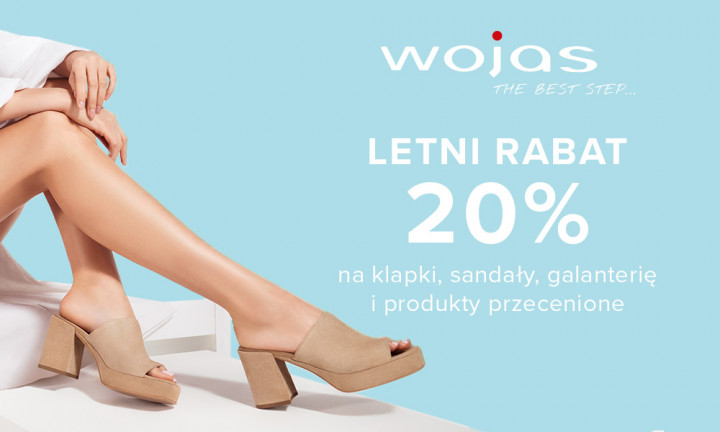 wojas
THE BEST STEP...
LETNI RABAT
20%
na klapki, sandały, galanterię
i produkty przecenione